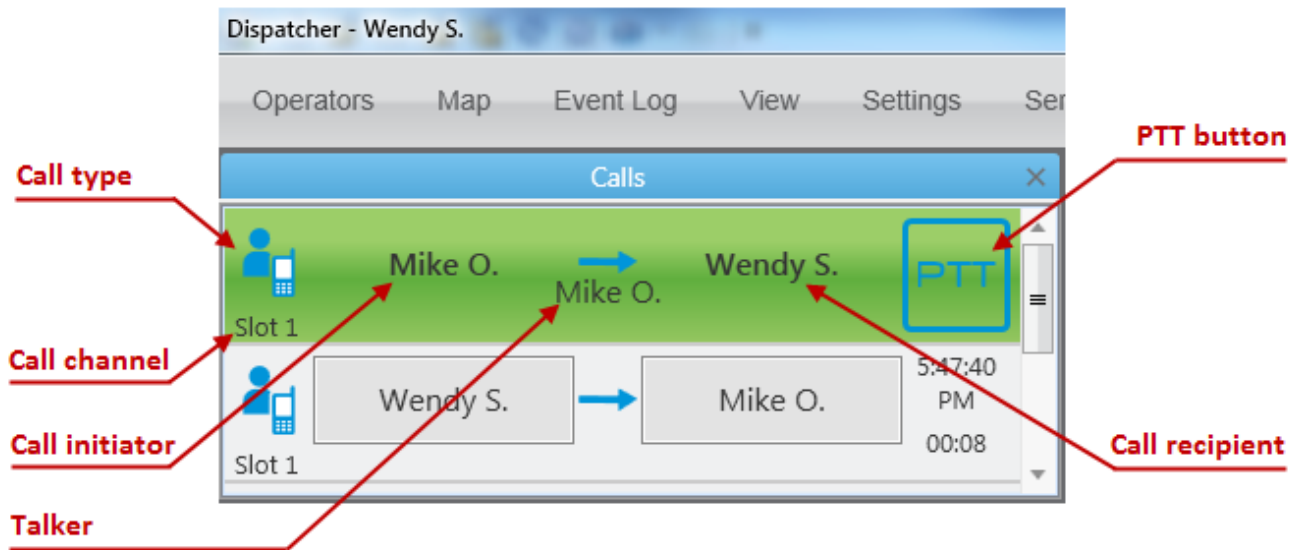 Dispatcher - Wendy S.
Operators Map Event Log View Settings Ser
PTT button
Call type
Calls
Mike O. Wendy S. PTT
Mike O.
Slot 1
Call channel
5:47:40
Wendy S. Mike O. PM
00:08
Call initiator
Call recipient
Slot 1
Talker